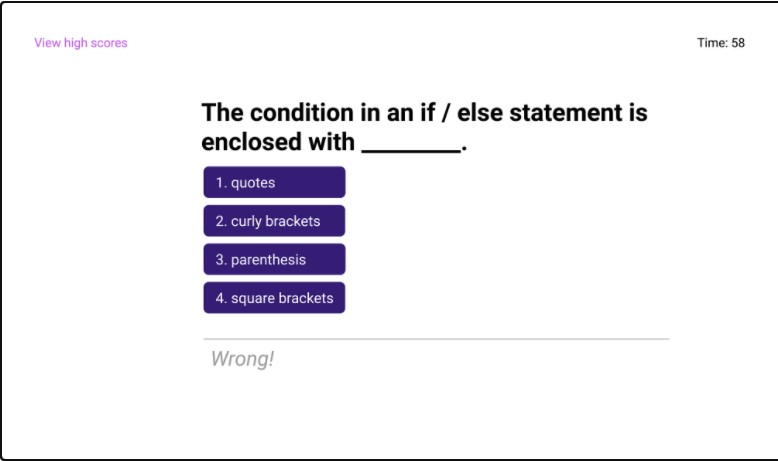 View high scores
Time: 58
The condition in an if / else statement is
enclosed with ________.
1. quotes
2. curly brackets
3. parenthesis
4. square brackets
Wrong!